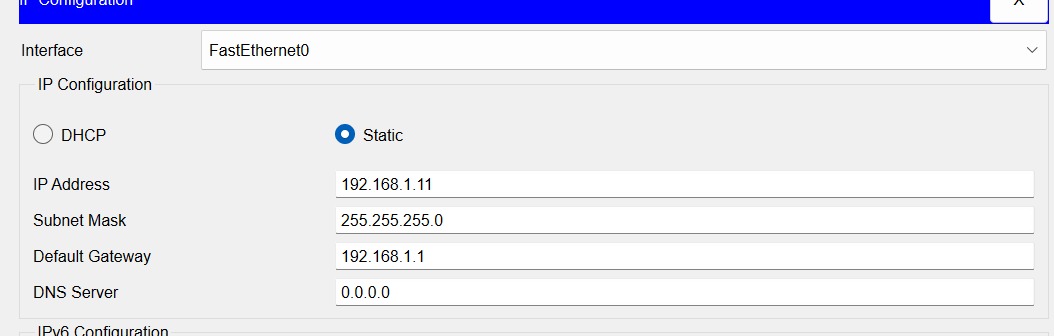 IP Configuration
X
Interface FastEthernet0
IP Configuration
DHCP Static
IP Address 192.168.1.11
Subnet Mask 255.255.255.0
Default Gateway 192.168.1.1
DNS Server 0.0.0.0
IPv6 Configuration